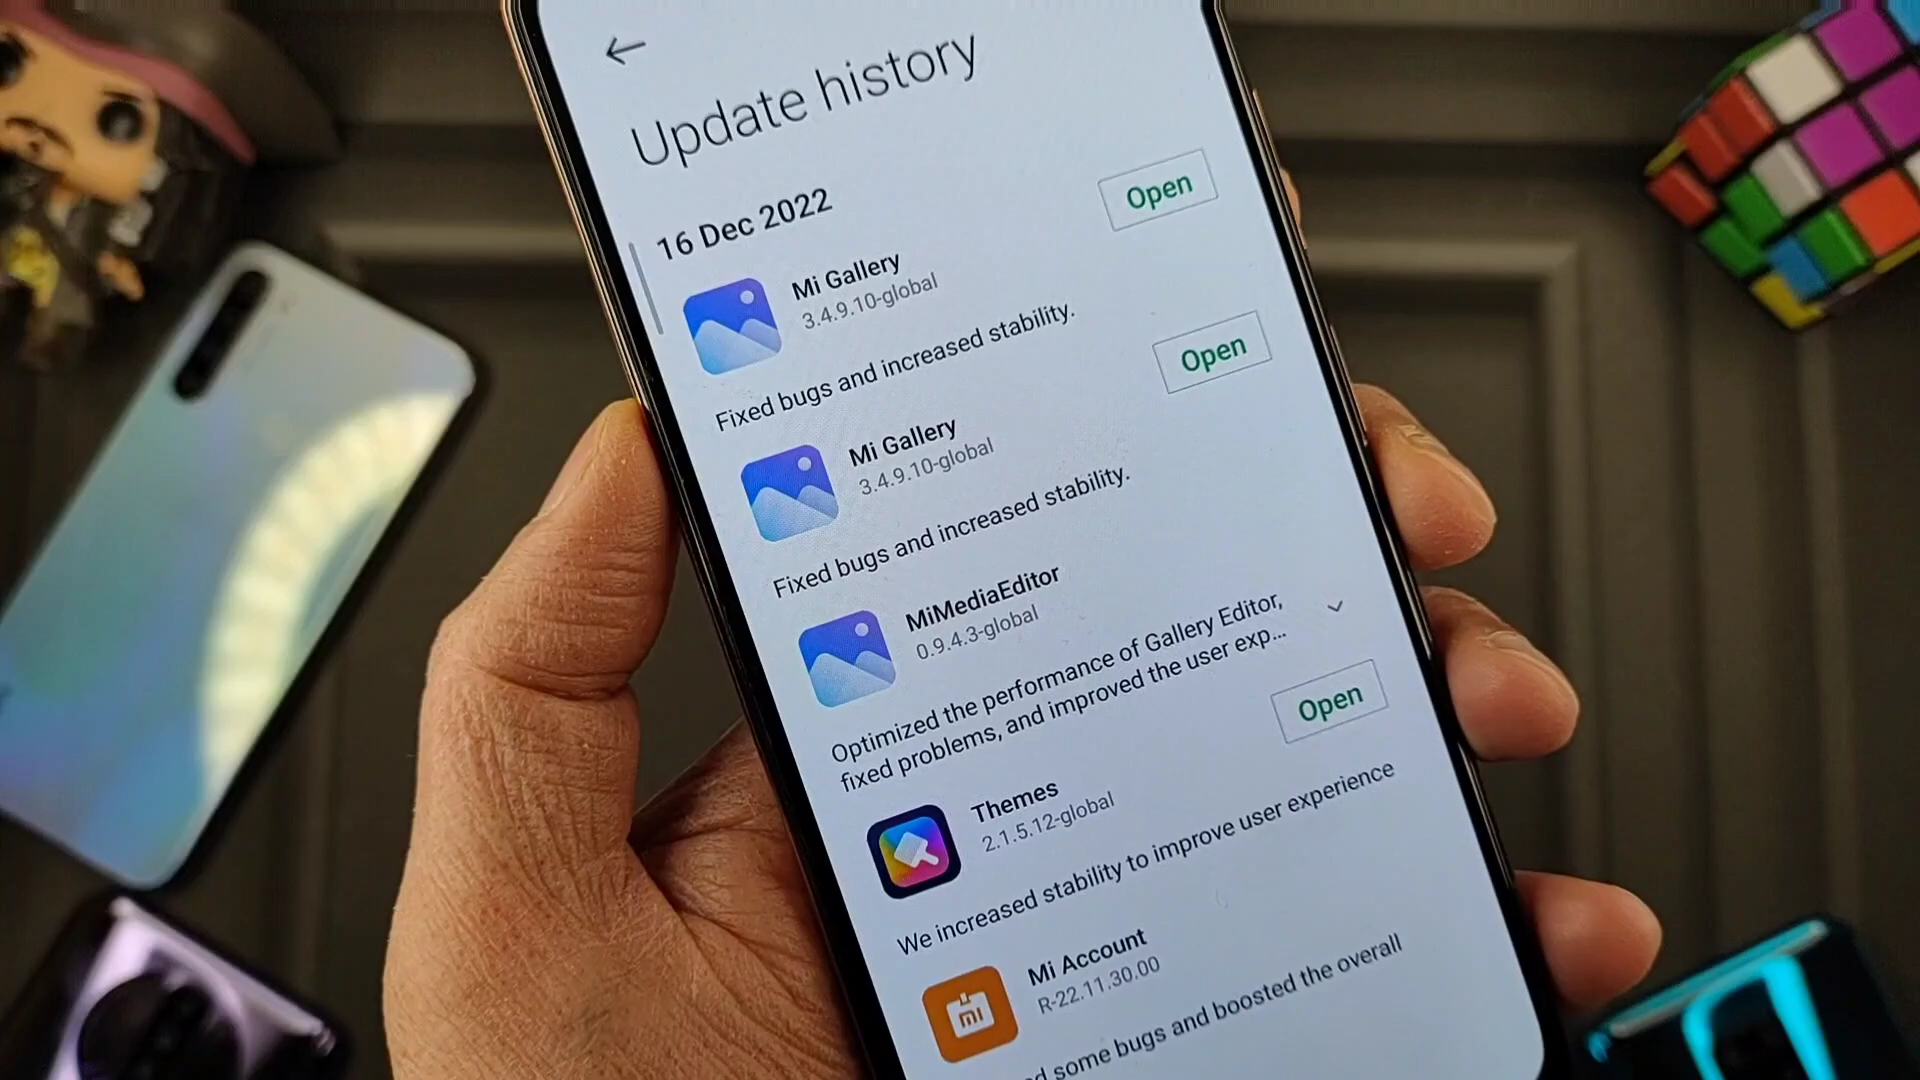 Update history
16 Dec 2022
Open
Mi Gallery
3.4.9.10-global
Fixed bugs and increased stability.
Open
Mi Gallery
3.4.9.10-global
Fixed bugs and increased stability.
MiMediaEditor
0.9.4.3-global
Optimized the performance of Gallery Editor,
fixed problems, and improved the user exp...
Open
Themes
2.1.5.12-global
We increased stability to improve user experience
Mi Account
R-22.11.30.00
some bugs and boosted the overall